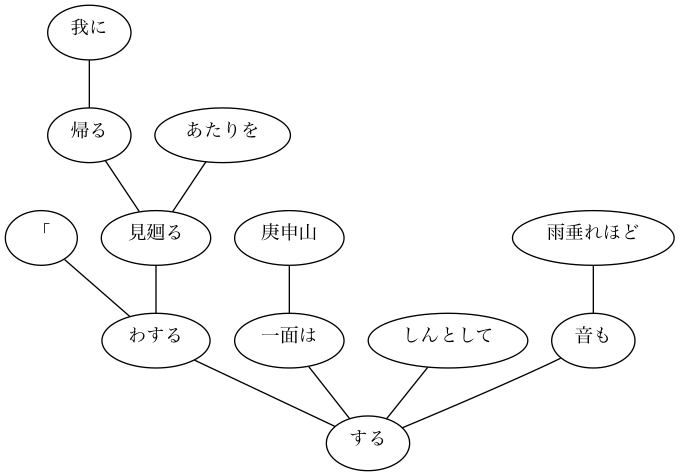 我に
帰る
あたりを
「
見廻る
庚申山
雨垂れほど
わする
一面は
しんとして
音も
する